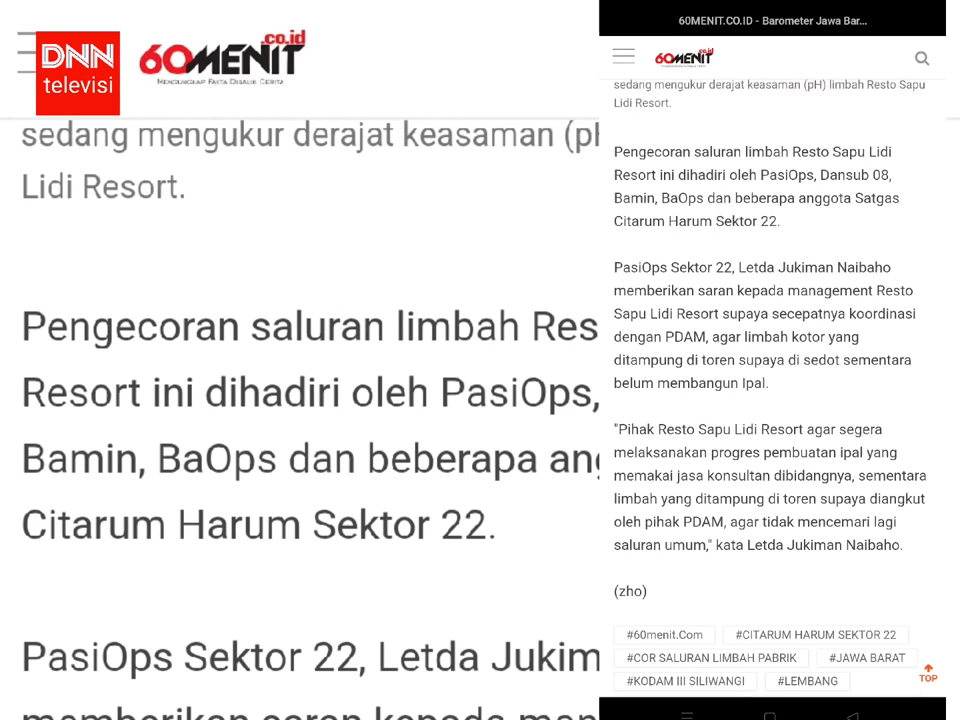 DNN
televisi
60MENIT.co.id
MENGUNGKAP FAKTA DIBALIK CERITA
sedang mengukur derajat keasaman (pH
Lidi Resort.
Pengecoran saluran limbah Res
Resort ini dihadiri oleh PasiOps,
Bamin, BaOps dan beberapa ang
Citarum Harum Sektor 22.
PasiOps Sektor 22, Letda Jukim
memberikan saran kepada man
60MENIT.CO.ID - Barometer Jawa Bar...
60MENIT.co.id
sedang mengukur derajat keasaman (pH) limbah Resto Sapu
Lidi Resort.
Pengecoran saluran limbah Resto Sapu Lidi
Resort ini dihadiri oleh PasiOps, Dansub 08,
Bamin, BaOps dan beberapa anggota Satgas
Citarum Harum Sektor 22.
PasiOps Sektor 22, Letda Jukiman Naibaho
memberikan saran kepada management Resto
Sapu Lidi Resort supaya secepatnya koordinasi
dengan PDAM, agar limbah kotor yang
ditampung di toren supaya di sedot sementara
belum membangun Ipal.
"Pihak Resto Sapu Lidi Resort agar segera
melaksanakan progres pembuatan ipal yang
memakai jasa konsultan dibidangnya, sementara
limbah yang ditampung di toren supaya diangkut
oleh pihak PDAM, agar tidak mencemari lagi
saluran umum," kata Letda Jukiman Naibaho.
(zho)
#60menit.Com #CITARUM HARUM SEKTOR 22
#COR SALURAN LIMBAH PABRIK #JAWA BARAT
#KODAM III SILIWANGI #LEMBANG
TOP